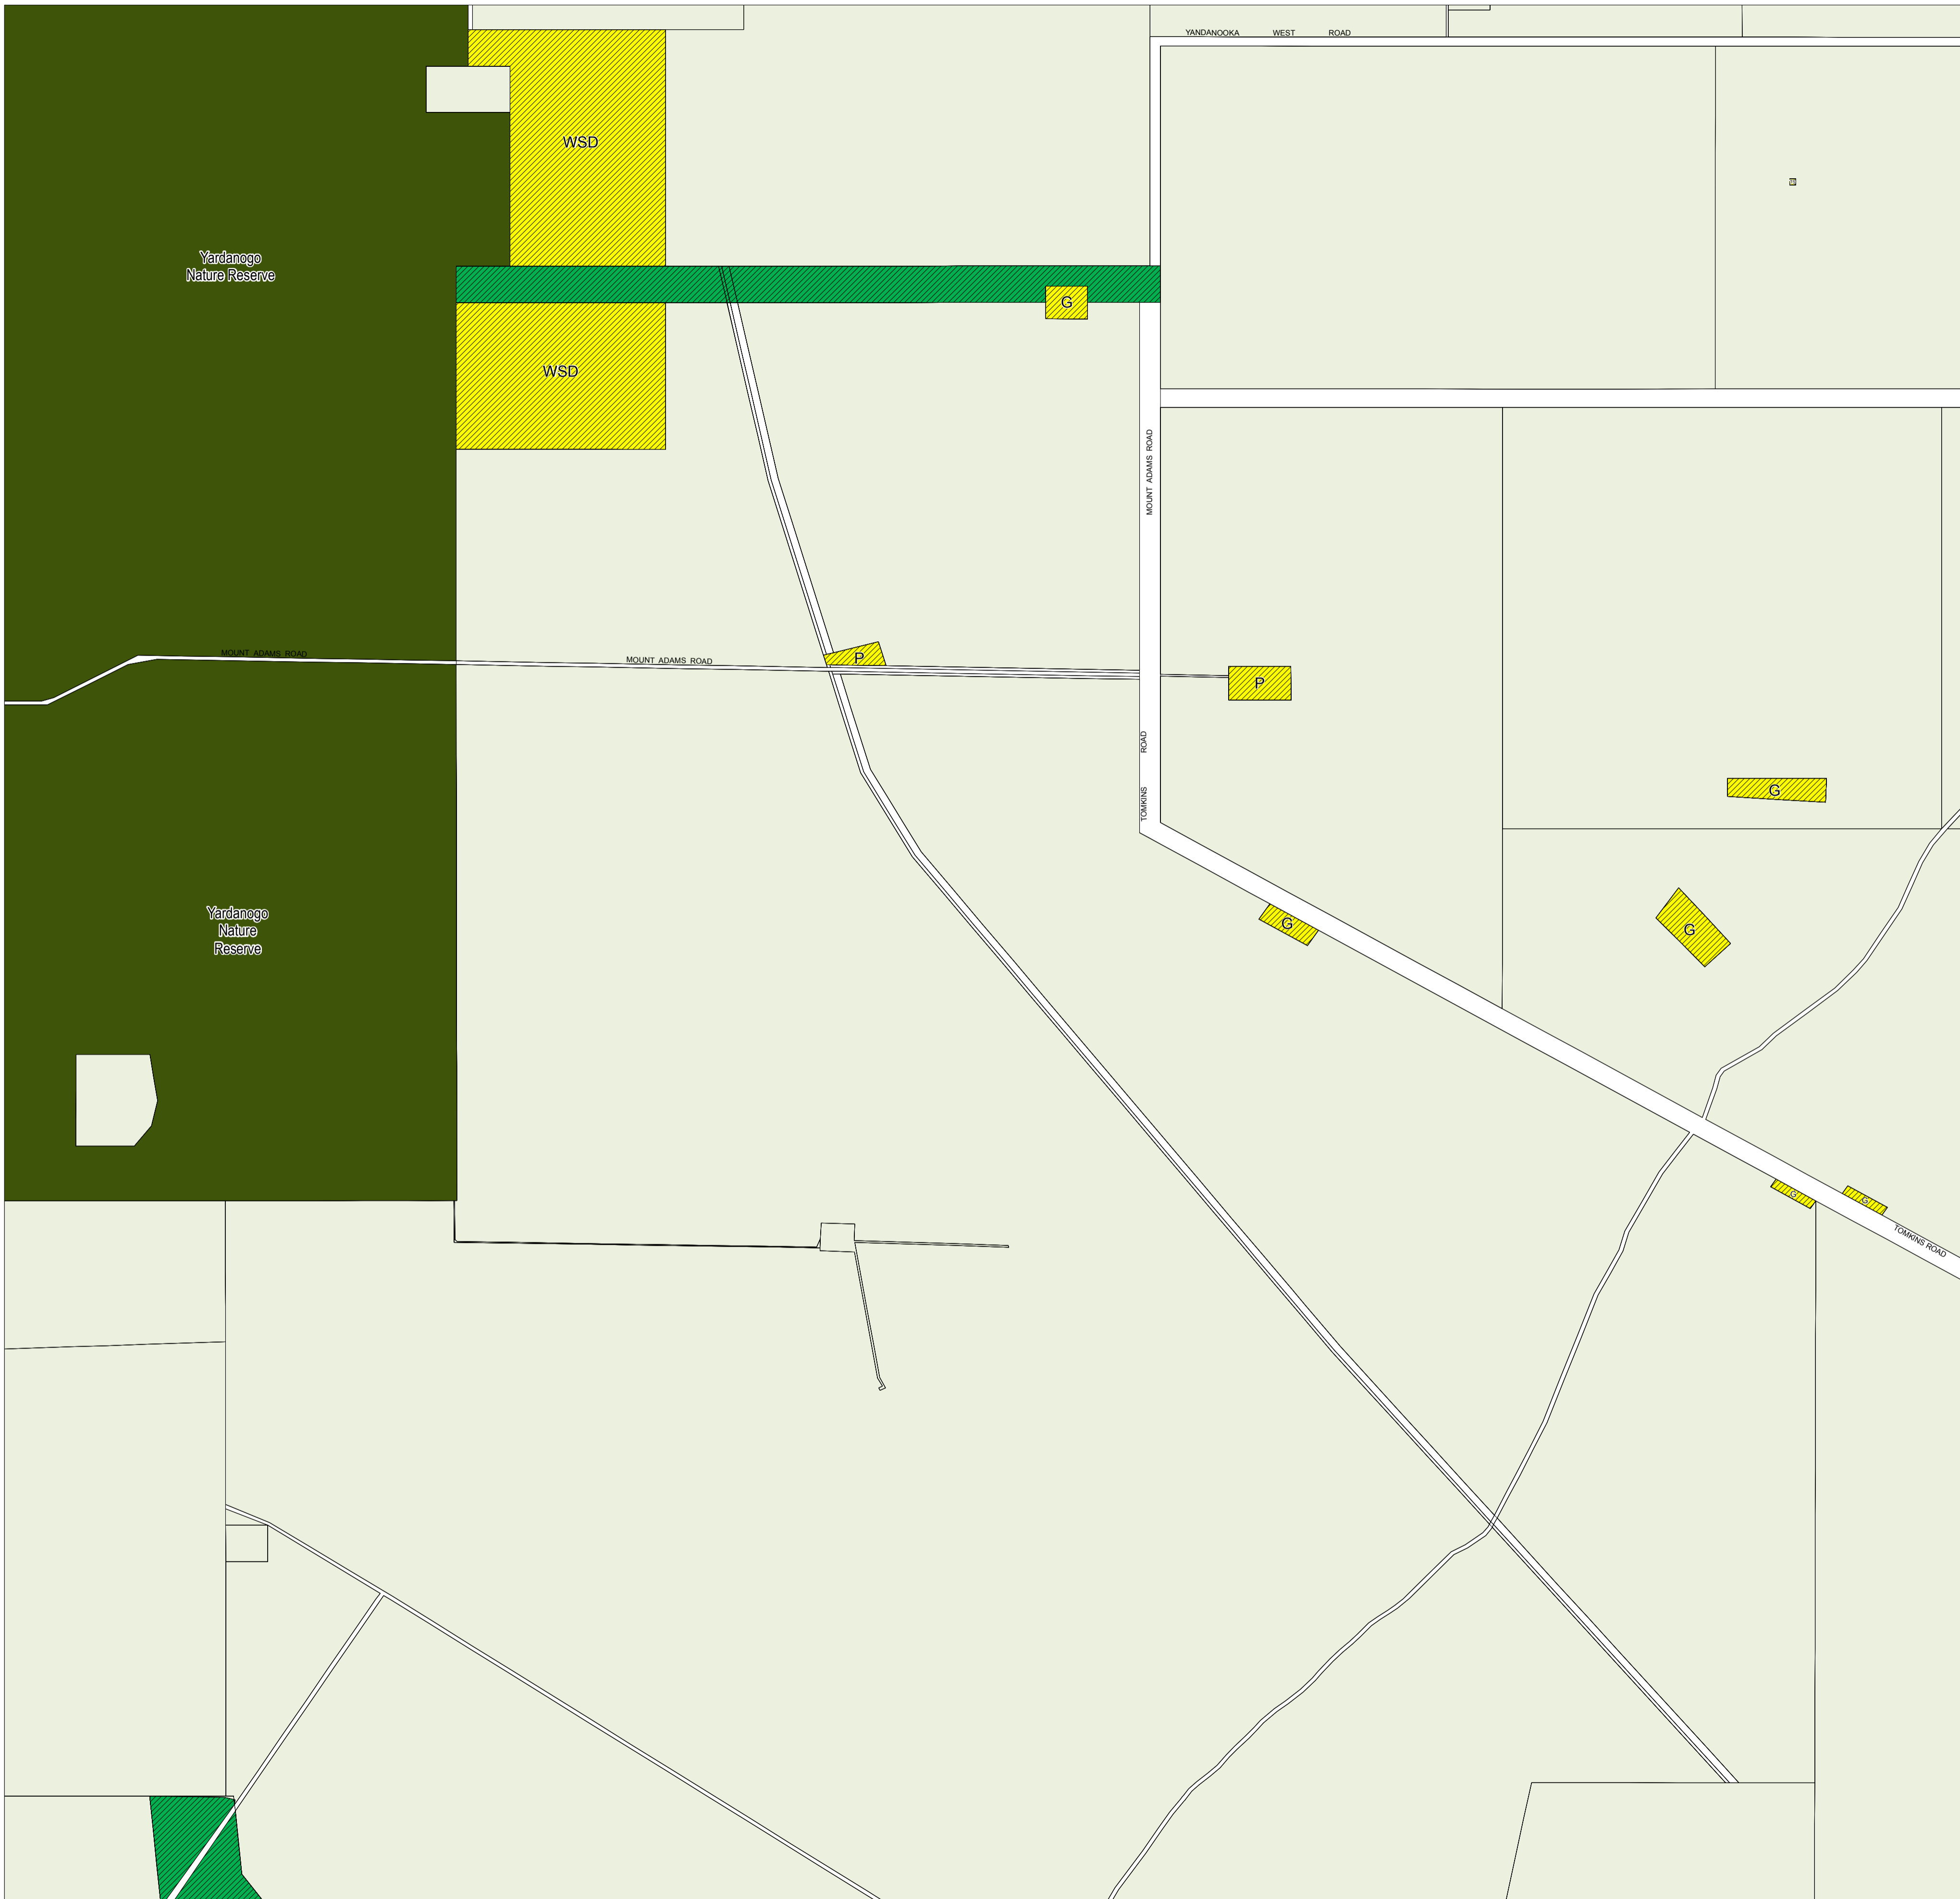 YANDANOOKA WEST ROAD
WSD
Yardanogo
Nature Reserve
G
WSD
MOUNT ADAMS ROAD
MOUNT ADAMS ROAD
MOUNT ADAMS ROAD
P
P
TOMKINS ROAD
G
Yardanogo
Nature
Reserve
G
G
G
G
TOMKINS ROAD